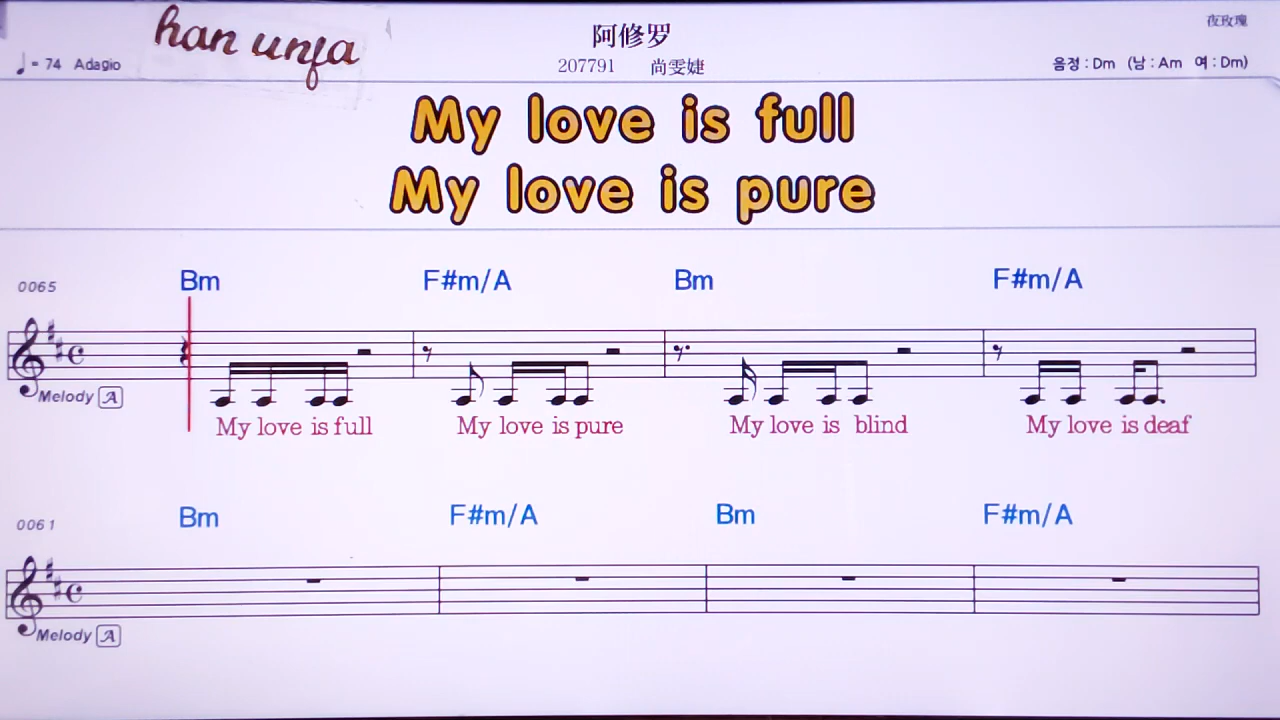 han unfa
阿修罗
夜玫瑰
♩= 74 Adagio
207791 尚雯婕
음정 : Dm (남 : Am 여 : Dm)
My love is full
My love is pure
Bm F#m/A Bm F#m/A
0065
Melody A
My love is full My love is pure My love is blind My love is deaf
Bm F#m/A Bm F#m/A
0061
Melody A